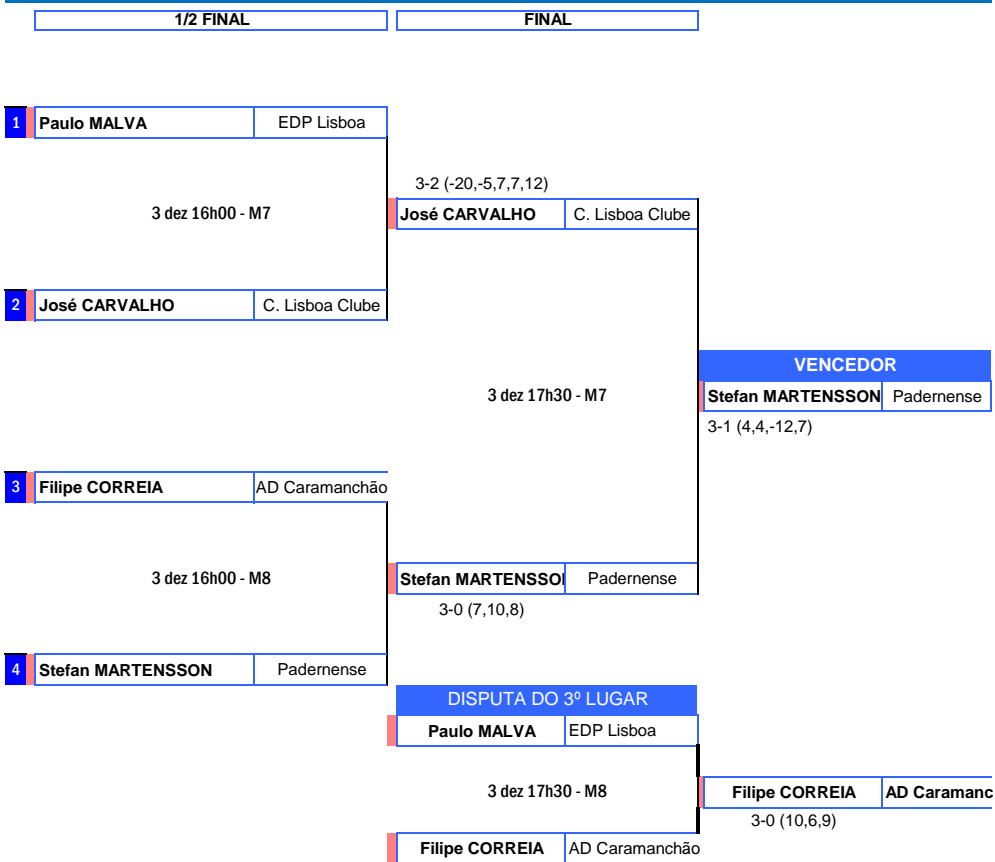 1/2 FINAL FINAL
1 Paulo MALVA EDP Lisboa
3-2 (-20,-5,7,7,12)
3 dez 16h00 - M7
José CARVALHO C. Lisboa Clube
2 José CARVALHO C. Lisboa Clube
VENCEDOR
3 dez 17h30 - M7
Stefan MARTENSSON Padernense
3-1 (4,4,-12,7)
3 Filipe CORREIA AD Caramanchão
3 dez 16h00 - M8
Stefan MARTENSSO Padernense
3-0 (7,10,8)
4 Stefan MARTENSSON Padernense
DISPUTA DO 3º LUGAR
Paulo MALVA EDP Lisboa
3 dez 17h30 - M8
Filipe CORREIA AD Caramanc
3-0 (10,6,9)
Filipe CORREIA AD Caramanchão